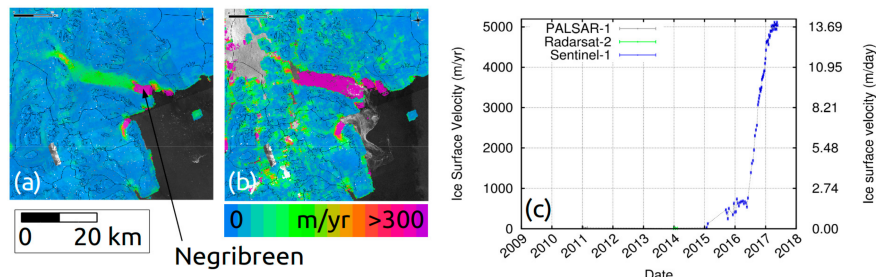 (a)
(b)
0 m/yr >300
0 20 km
Negribreen
PALSAR-1
Radarsat-2
Sentinel-1
Ice Surface Velocity (m/yr)
5000
4000
3000
2000
1000
0
13.69
10.95
8.21
5.48
2.74
0.00
Ice surface velocity (m/day)
(c)
2009 2010 2011 2012 2013 2014 2015 2016 2017 2018
Date